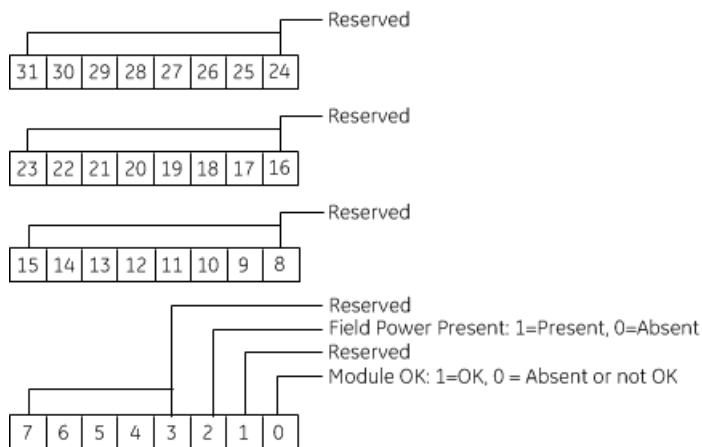 Reserved
31 30 29 28 27 26 25 24
Reserved
23 22 21 20 19 18 17 16
Reserved
15 14 13 12 11 10 9 8
Reserved
Field Power Present: 1=Present, 0=Absent
Reserved
Module OK: 1=OK, 0 = Absent or not OK
7 6 5 4 3 2 1 0